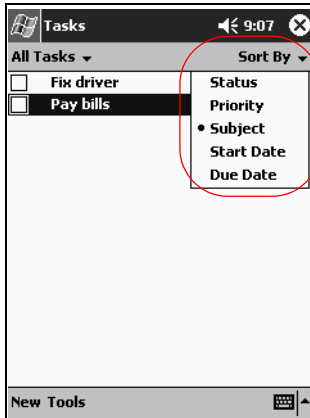 Tasks 9:07
All Tasks Sort By
Fix driver
Pay bills
Status
Priority
Subject
Start Date
Due Date
New Tools